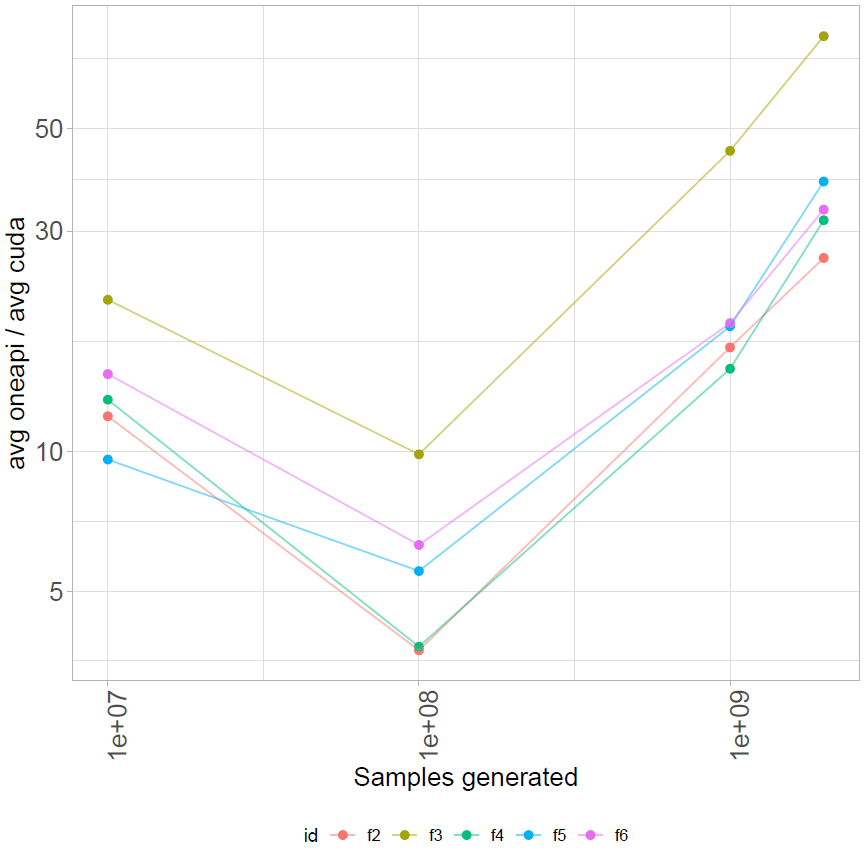 avg oneapi / avg cuda
50
30
10
5
1e+07
1e+08
1e+09
Samples generated
id f2 f3 f4 f5 f6